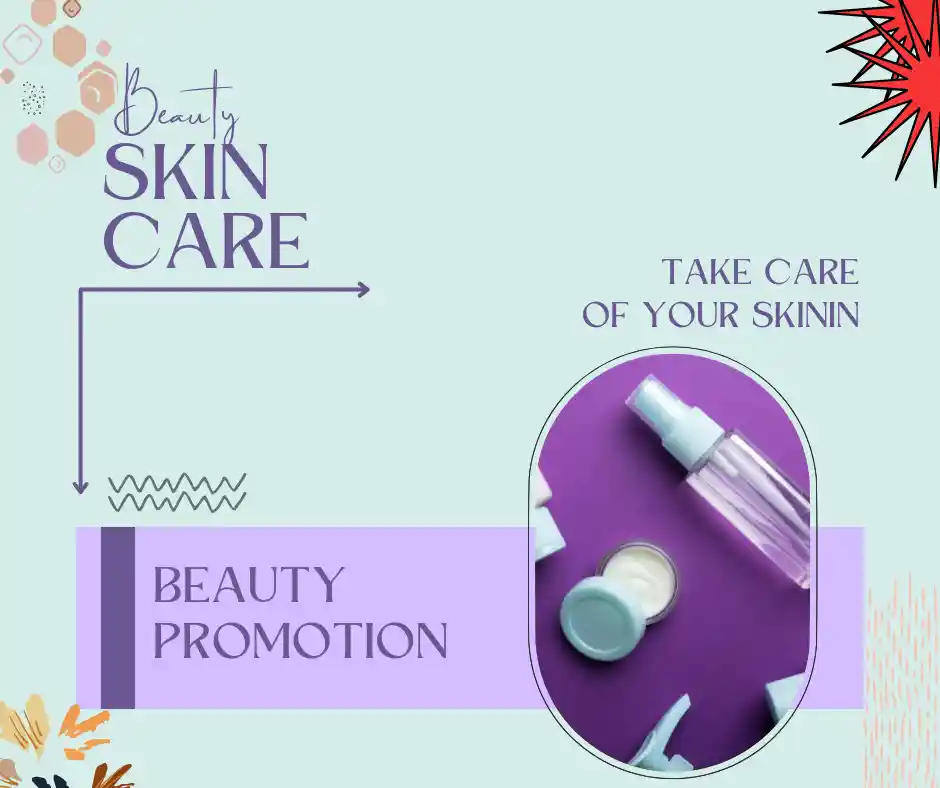 Beauty
SKIN
CARE
TAKE CARE
OF YOUR SKININ
BEAUTY
PROMOTION